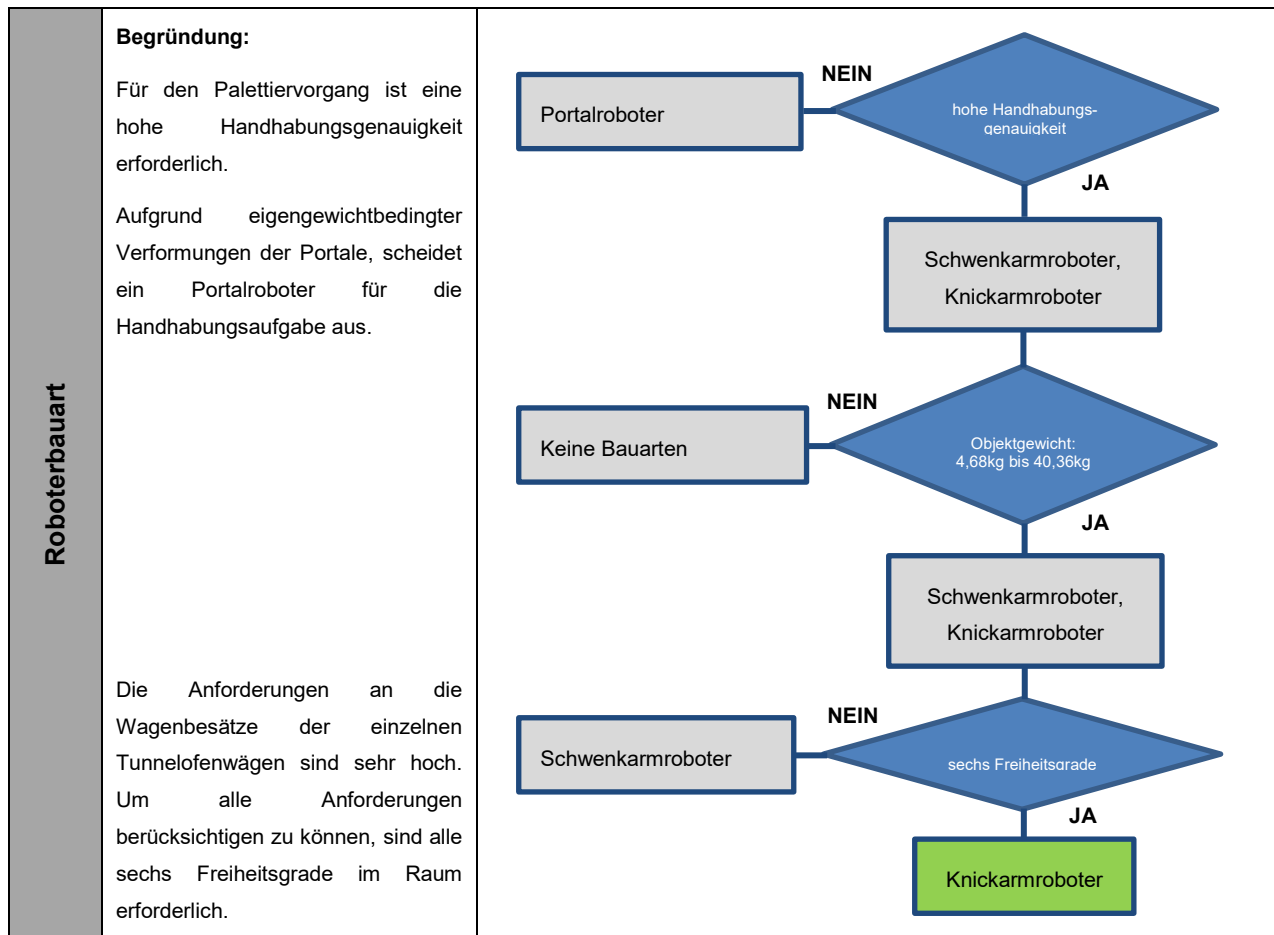 Roboterbauart
Begründung:
Für den Palettiervorgang ist eine
hohe Handhabungsgenauigkeit
erforderlich.
Aufgrund eigengewichtbedingter
Verformungen der Portale, scheidet
ein Portalroboter für die
Handhabungsaufgabe aus.
Die Anforderungen an die
Wagenbesätze der einzelnen
Tunnelofenwägen sind sehr hoch.
Um alle Anforderungen
berücksichtigen zu können, sind alle
sechs Freiheitsgrade im Raum
erforderlich.
hohe Handhabungs-
genauigkeit
NEIN
Portalroboter
JA
Schwenkarmroboter,
Knickarmroboter
Objektgewicht:
4,68kg bis 40,36kg
NEIN
Keine Bauarten
JA
Schwenkarmroboter,
Knickarmroboter
sechs Freiheitsgrade
NEIN
Schwenkarmroboter
JA
Knickarmroboter